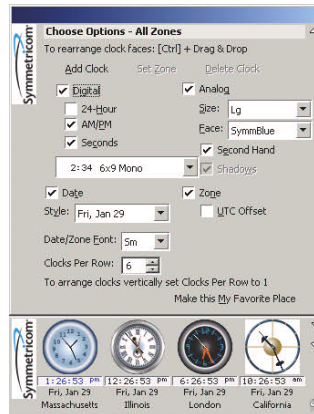 Symmetricom
Choose Options - All Zones
To rearrange clock faces: [Ctrl] + Drag & Drop
Add Clock Set Zone Delete Clock
Digital Analog
24-Hour Size: Lg
AM/PM Face: SymmBlue
Seconds Second Hand
2:34 6x9 Mono Shadows
Date Zone
Style: Fri, Jan 29 UTC Offset
Date/Zone Font: Sm
Clocks Per Row: 6
To arrange clocks vertically set Clocks Per Row to 1
Make this My Favorite Place
Symmetricom
1:26:53 PM 12:26:53 PM 6:26:53 PM 10:26:53 am
Fri, Jan 29 Fri, Jan 29 Fri, Jan 29 Fri, Jan 29
Massachusetts Illinois London California